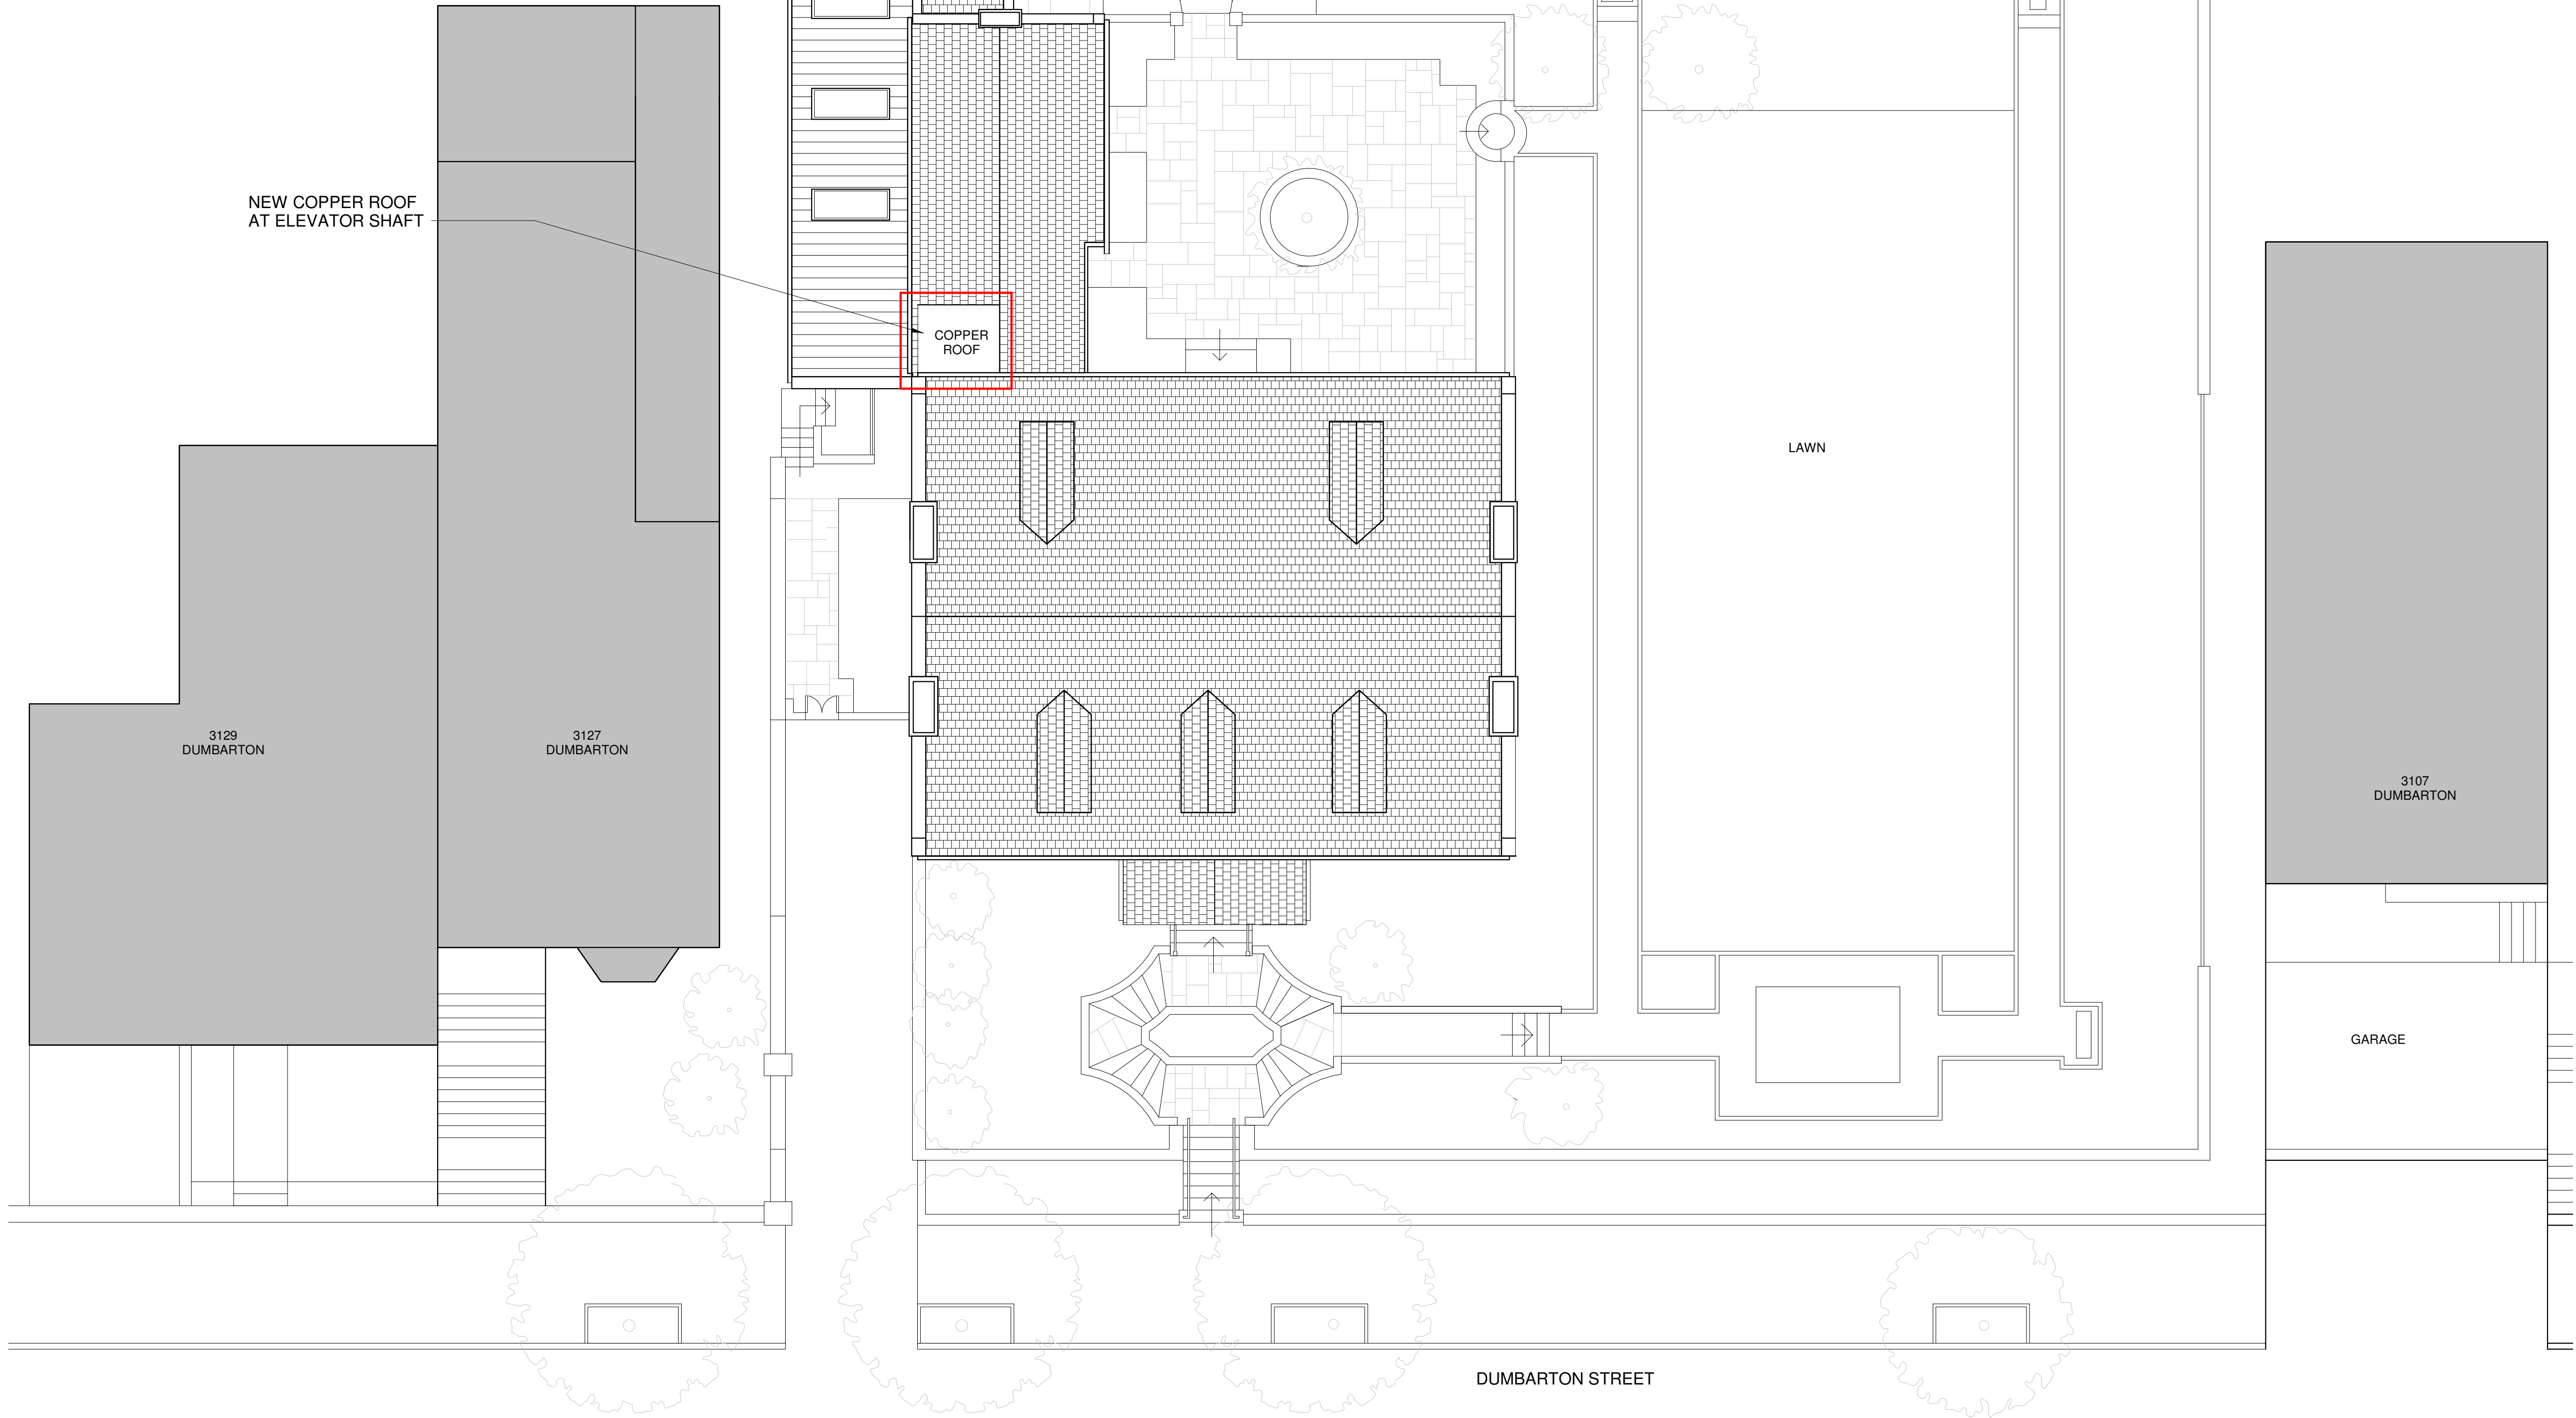 NEW COPPER ROOF
AT ELEVATOR SHAFT
COPPER
ROOF
LAWN
3129
DUMBARTON
3127
DUMBARTON
3107
DUMBARTON
GARAGE
DUMBARTON STREET